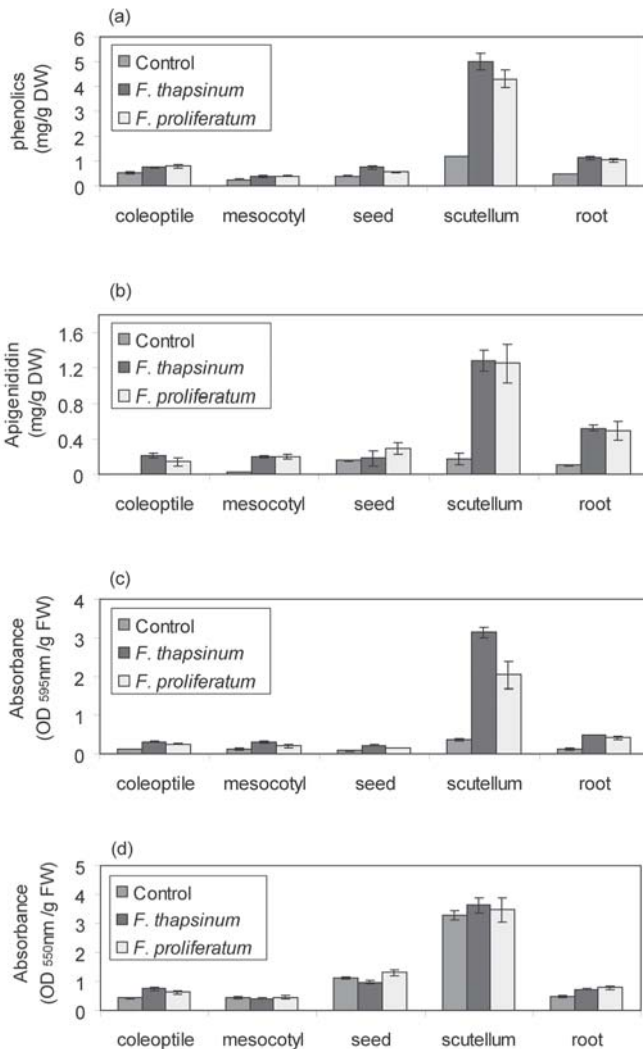 (a)
phenolics
(mg/g DW)
6
5
4
3
2
1
0
Control
F. thapsinum
F. proliferatum
coleoptile mesocotyl seed scutellum root
(b)
Apigenididin
(mg/g DW)
1.6
1.2
0.8
0.4
0
Control
F. thapsinum
F. proliferatum
coleoptile mesocotyl seed scutellum root
(c)
Absorbance
(OD 595nm /g FW)
4
3
2
1
0
Control
F. thapsinum
F. proliferatum
coleoptile mesocotyl seed scutellum root
(d)
Absorbance
(OD 550nm /g FW)
5
4
3
2
1
0
Control
F. thapsinum
F. proliferatum
coleoptile mesocotyl seed scutellum root